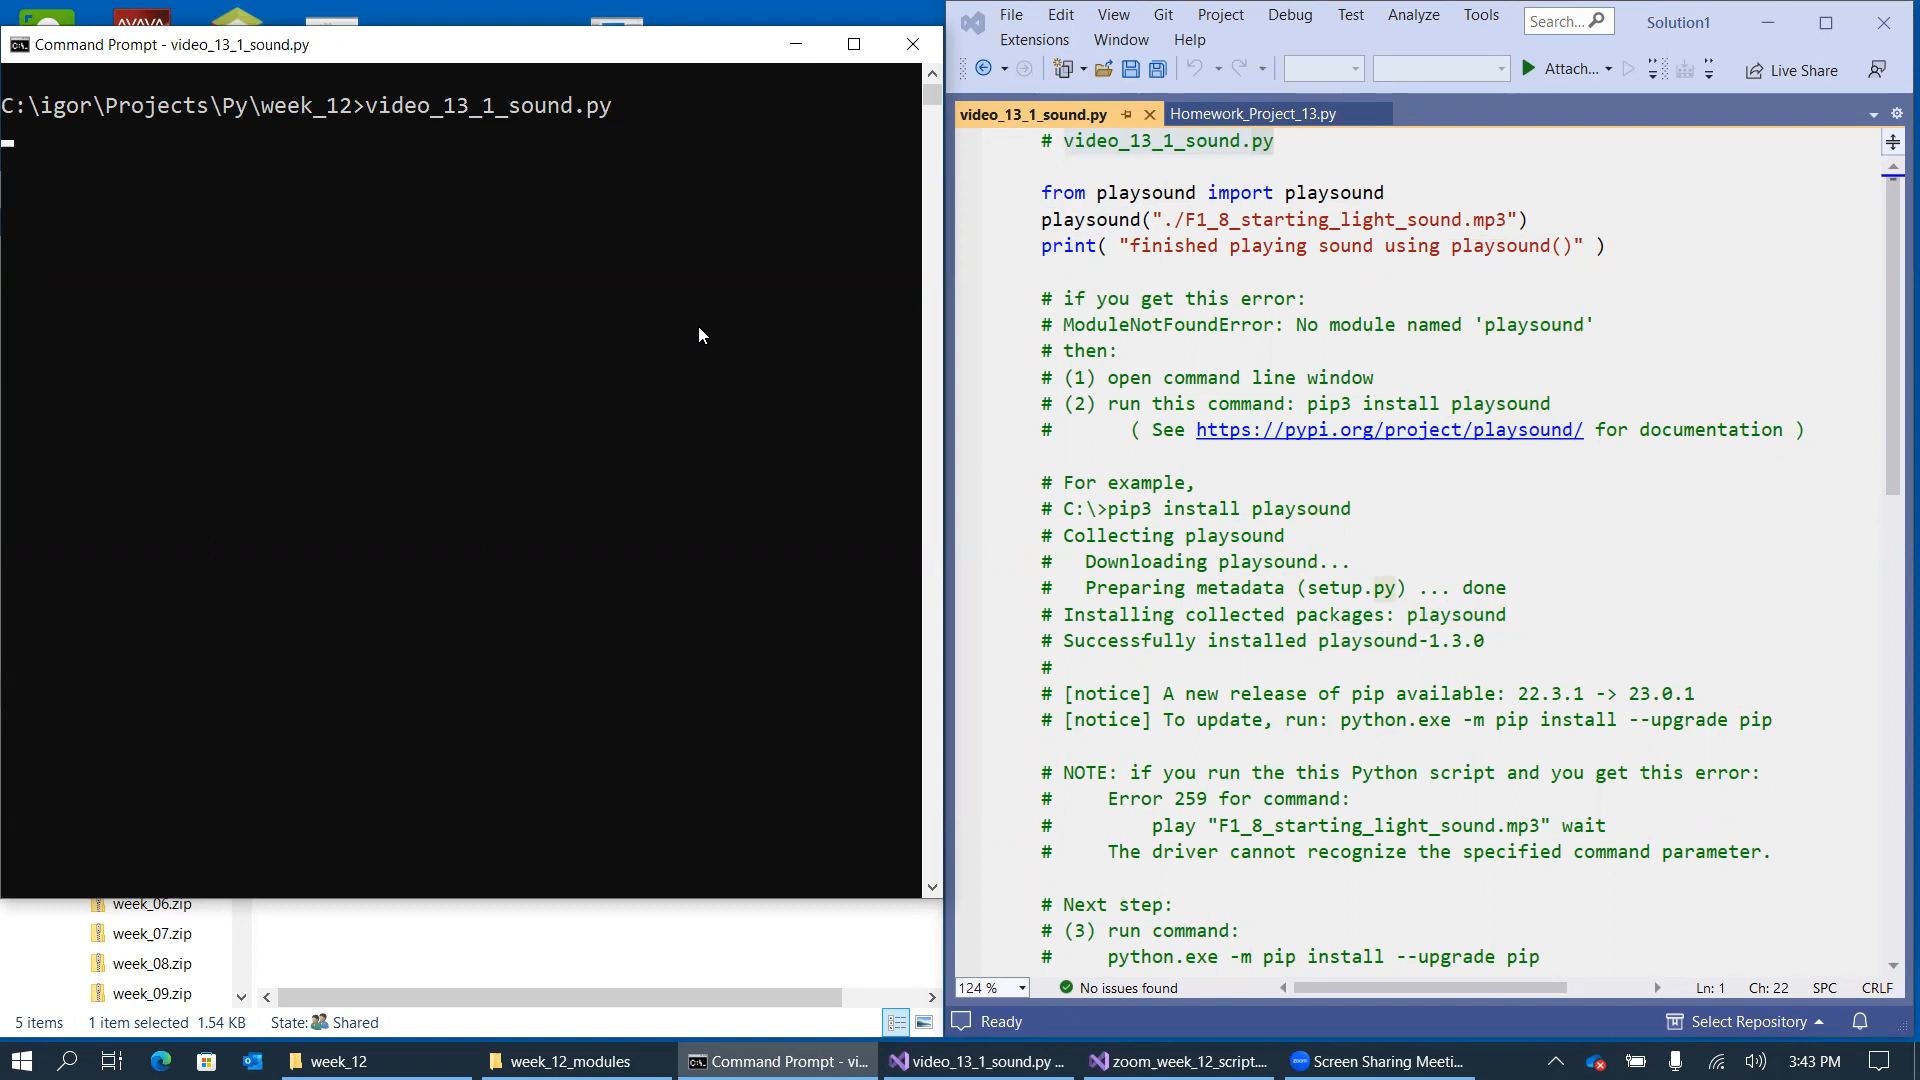 AVAYA
Command Prompt - video_13_1_sound.py
C:\igor\Projects\Py\week_12>video_13_1_sound.py
week_06.zip
week_07.zip
week_08.zip
week_09.zip
5 items 1 item selected 1.54 KB State: Shared
File Edit View Git Project Debug Test Analyze Tools Search... Solution1
Extensions Window Help
Attach... Live Share
video_13_1_sound.py Homework_Project_13.py
# video_13_1_sound.py
from playsound import playsound
playsound("./F1_8_starting_light_sound.mp3")
print( "finished playing sound using playsound()" )
# if you get this error:
# ModuleNotFoundError: No module named 'playsound'
# then:
# (1) open command line window
# (2) run this command: pip3 install playsound
# ( See https://pypi.org/project/playsound/ for documentation )
# For example,
# C:\>pip3 install playsound
# Collecting playsound
# Downloading playsound...
# Preparing metadata (setup.py) ... done
# Installing collected packages: playsound
# Successfully installed playsound-1.3.0
#
# [notice] A new release of pip available: 22.3.1 -> 23.0.1
# [notice] To update, run: python.exe -m pip install --upgrade pip
# NOTE: if you run the this Python script and you get this error:
# Error 259 for command:
# play "F1_8_starting_light_sound.mp3" wait
# The driver cannot recognize the specified command parameter.
# Next step:
# (3) run command:
# python.exe -m pip install --upgrade pip
124 % No issues found Ln: 1 Ch: 22 SPC CRLF
Ready Select Repository
week_12 week_12_modules Command Prompt - vi... video_13_1_sound.py ... zoom_week_12_script... Screen Sharing Meeti... 3:43 PM